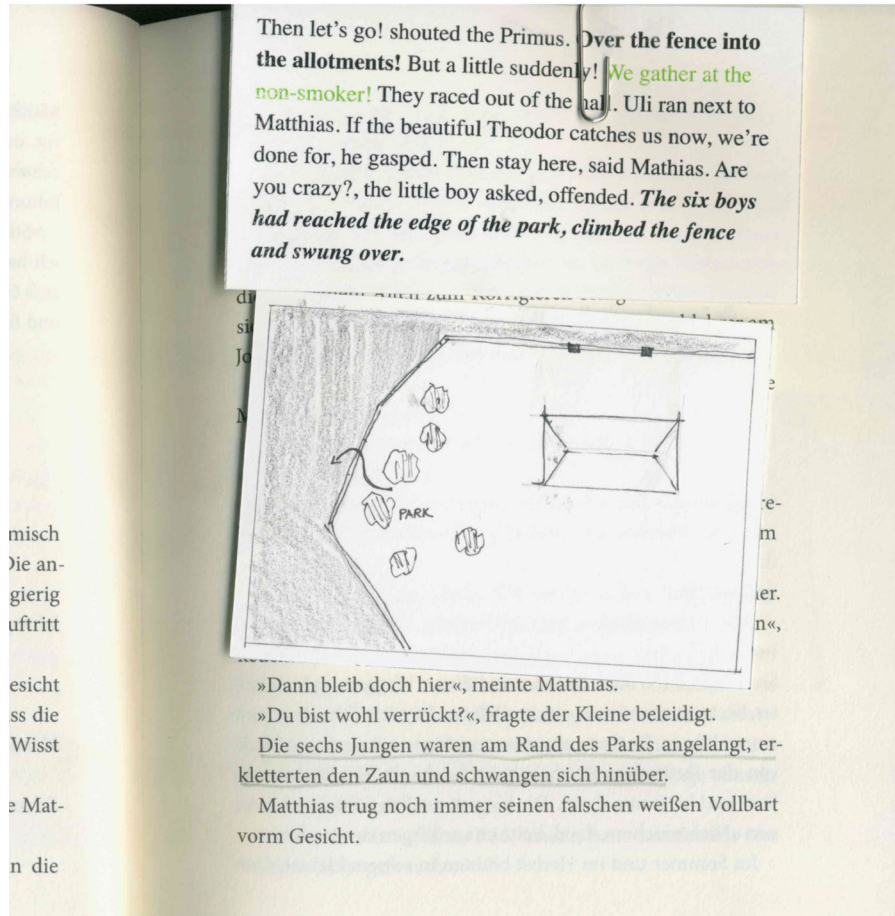 Then let's go! shouted the Primus. Over the fence into
the allotments! But a little suddenly! We gather at the
non-smoker! They raced out of the hall. Uli ran next to
Matthias. If the beautiful Theodor catches us now, we're
done for, he gasped. Then stay here, said Mathias. Are
you crazy?, the little boy asked, offended. The six boys
had reached the edge of the park, climbed the fence
and swung over.
PARK
»Dann bleib doch hier«, meinte Matthias.
»Du bist wohl verrückt?«, fragte der Kleine beleidigt.
Die sechs Jungen waren am Rand des Parks angelangt, er-
kletterten den Zaun und schwangen sich hinüber.
Matthias trug noch immer seinen falschen weißen Vollbart
vorm Gesicht.
misch
Die an-
gierig
uftritt
esicht
ss die
Wisst
e Mat-
n die